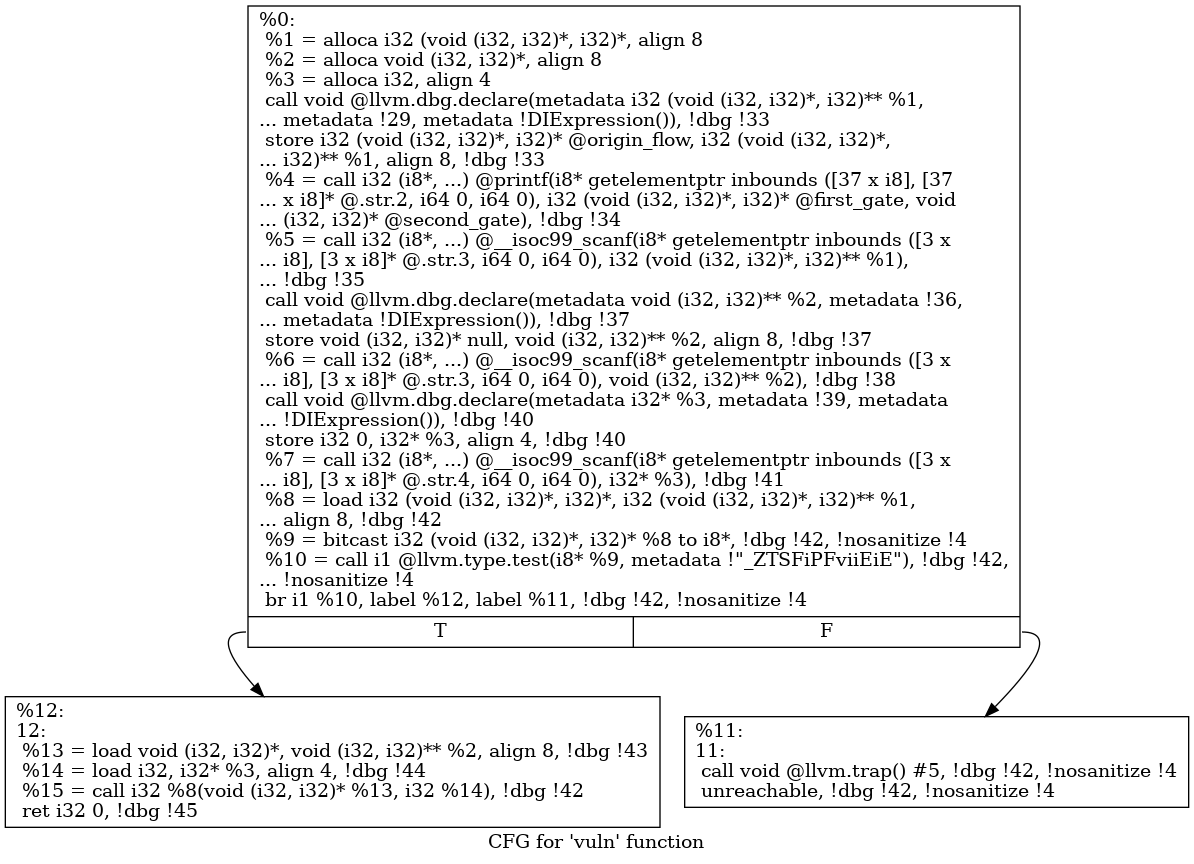 %0:
%1 = alloca i32 (void (i32, i32)*, i32)*, align 8
%2 = alloca void (i32, i32)*, align 8
%3 = alloca i32, align 4
call void @llvm.dbg.declare(metadata i32 (void (i32, i32)*, i32)** %1,
... metadata !29, metadata !DIExpression()), !dbg !33
store i32 (void (i32, i32)*, i32)* @origin_flow, i32 (void (i32, i32)*,
... i32)** %1, align 8, !dbg !33
%4 = call i32 (i8*, ...) @printf(i8* getelementptr inbounds ([37 x i8], [37
... x i8]* @.str.2, i64 0, i64 0), i32 (void (i32, i32)*, i32)* @first_gate, void
... (i32, i32)* @second_gate), !dbg !34
%5 = call i32 (i8*, ...) @__isoc99_scanf(i8* getelementptr inbounds ([3 x
... i8], [3 x i8]* @.str.3, i64 0, i64 0), i32 (void (i32, i32)*, i32)** %1),
... !dbg !35
call void @llvm.dbg.declare(metadata void (i32, i32)** %2, metadata !36,
... metadata !DIExpression()), !dbg !37
store void (i32, i32)* null, void (i32, i32)** %2, align 8, !dbg !37
%6 = call i32 (i8*, ...) @__isoc99_scanf(i8* getelementptr inbounds ([3 x
... i8], [3 x i8]* @.str.3, i64 0, i64 0), void (i32, i32)** %2), !dbg !38
call void @llvm.dbg.declare(metadata i32* %3, metadata !39, metadata
... !DIExpression()), !dbg !40
store i32 0, i32* %3, align 4, !dbg !40
%7 = call i32 (i8*, ...) @__isoc99_scanf(i8* getelementptr inbounds ([3 x
... i8], [3 x i8]* @.str.4, i64 0, i64 0), i32* %3), !dbg !41
%8 = load i32 (void (i32, i32)*, i32)*, i32 (void (i32, i32)*, i32)** %1,
... align 8, !dbg !42
%9 = bitcast i32 (void (i32, i32)*, i32)* %8 to i8*, !dbg !42, !nosanitize !4
%10 = call i1 @llvm.type.test(i8* %9, metadata !"_ZTSFiPFviiEiE"), !dbg !42,
... !nosanitize !4
br i1 %10, label %12, label %11, !dbg !42, !nosanitize !4
T
F
%12:
12:
%13 = load void (i32, i32)*, void (i32, i32)** %2, align 8, !dbg !43
%14 = load i32, i32* %3, align 4, !dbg !44
%15 = call i32 %8(void (i32, i32)* %13, i32 %14), !dbg !42
ret i32 0, !dbg !45
%11:
11:
call void @llvm.trap() #5, !dbg !42, !nosanitize !4
unreachable, !dbg !42, !nosanitize !4
CFG for 'vuln' function